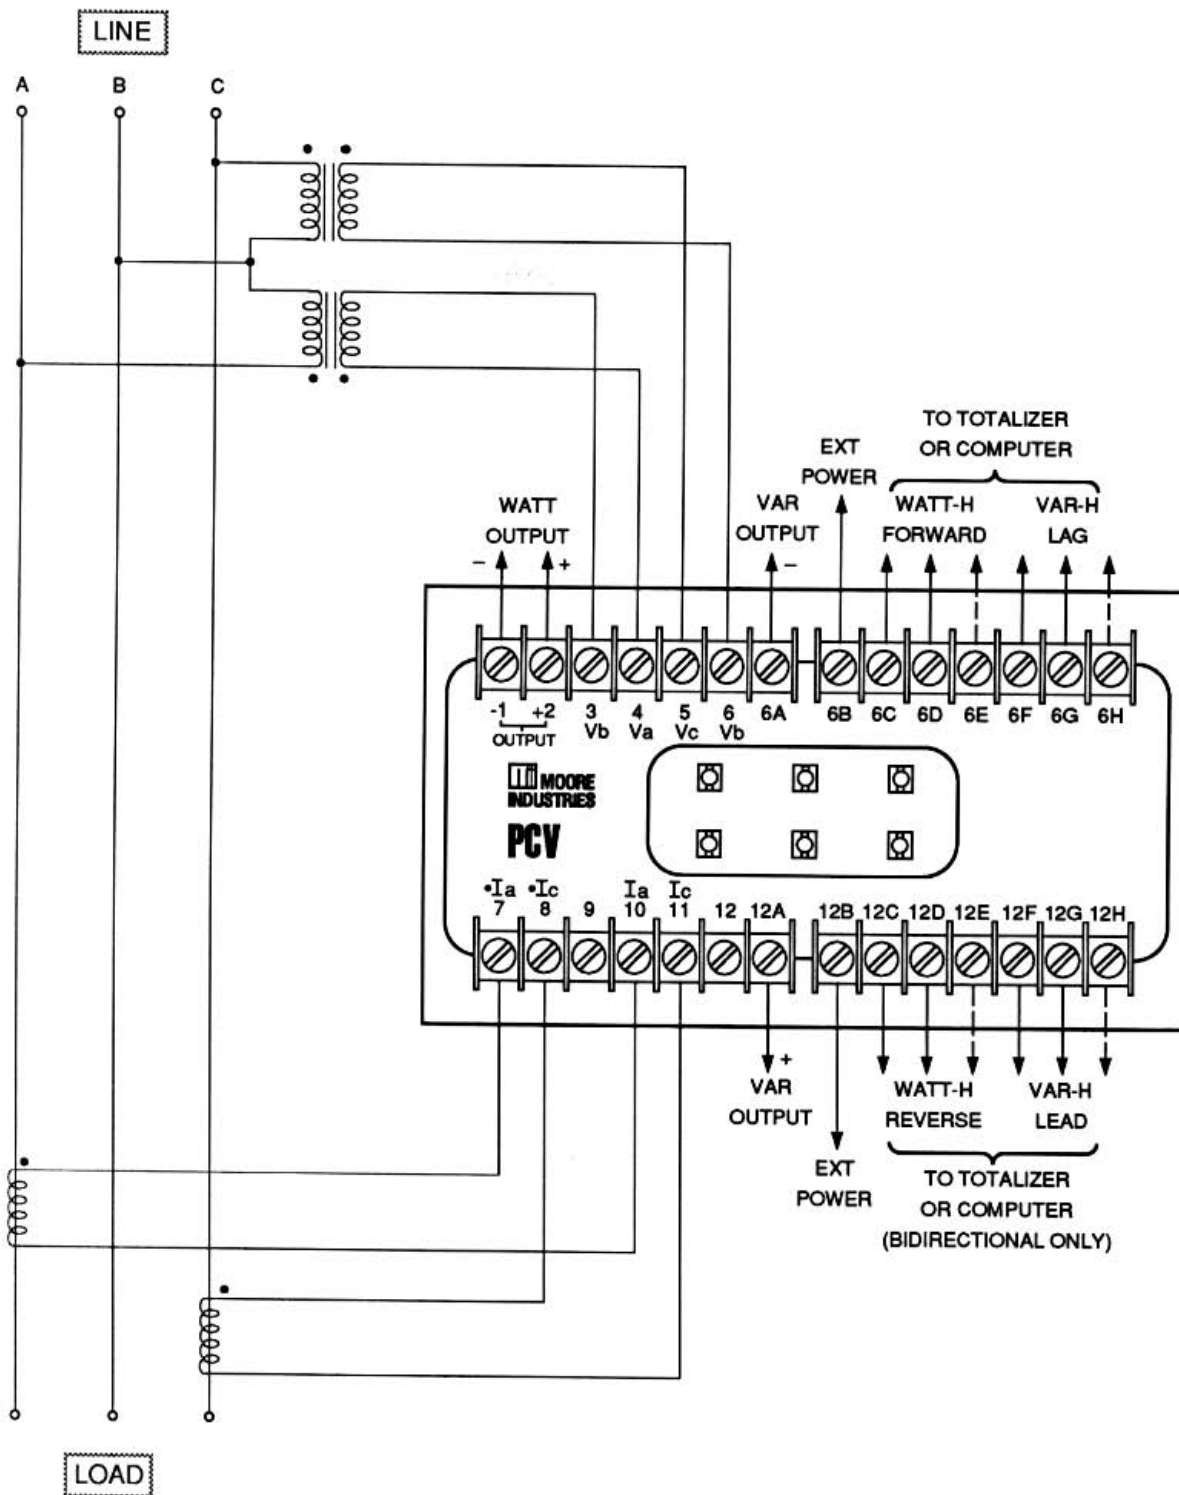 LINE
A B C
TO TOTALIZER
OR COMPUTER
EXT
POWER
WATT
OUTPUT
VAR
OUTPUT
WATT-H
FORWARD
VAR-H
LAG
- + -
-1 +2 3 4 5 6 6A 6B 6C 6D 6E 6F 6G 6H
OUTPUT Vb Va Vc Vb
MOORE
INDUSTRIES
PCV
•Ia •Ic Ia Ic
7 8 9 10 11 12 12A 12B 12C 12D 12E 12F 12G 12H
+
VAR
OUTPUT
WATT-H
REVERSE
VAR-H
LEAD
EXT
POWER
TO TOTALIZER
OR COMPUTER
(BIDIRECTIONAL ONLY)
LOAD